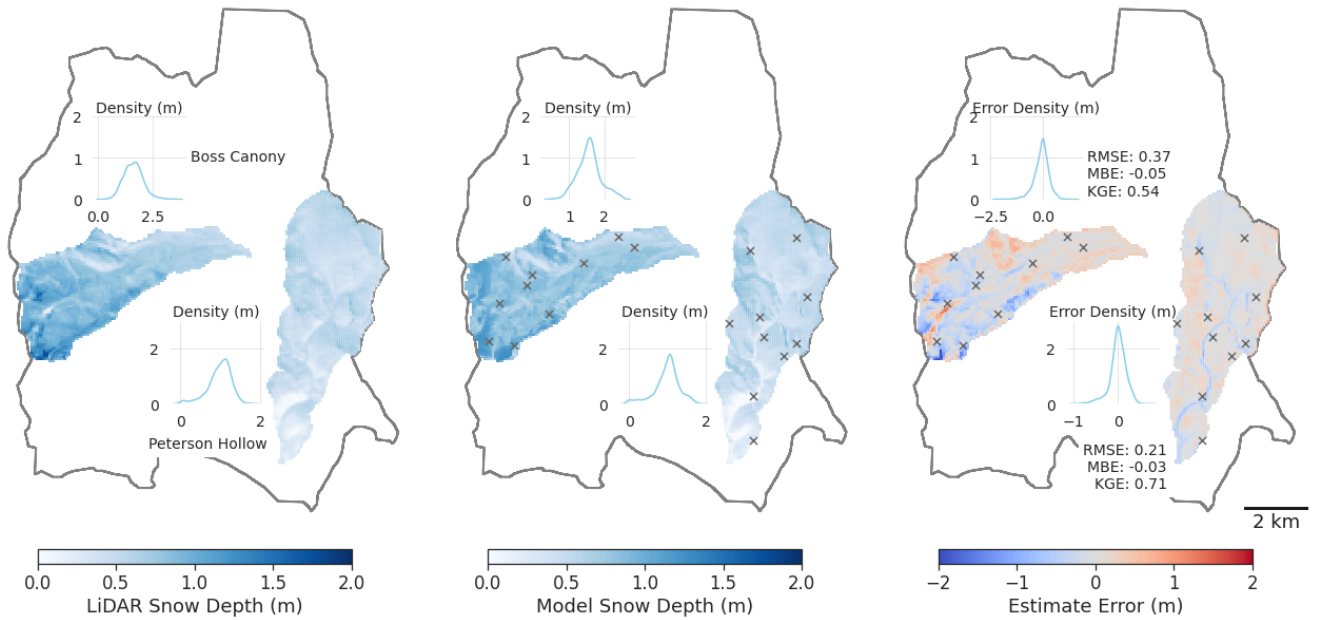 Density (m)
2
1
0
0.0 2.5
Boss Canony
Density (m)
2
0
0 2
Peterson Hollow
0.0 0.5 1.0 1.5 2.0
LiDAR Snow Depth (m)
Density (m)
2
1
0
1 2
Density (m)
2
0
0 2
0.0 0.5 1.0 1.5 2.0
Model Snow Depth (m)
Error Density (m)
2
1
0
−2.5 0.0
RMSE: 0.37
MBE: -0.05
KGE: 0.54
Error Density (m)
2
0
−1 0
RMSE: 0.21
MBE: -0.03
KGE: 0.71
2 km
−2 −1 0 1 2
Estimate Error (m)